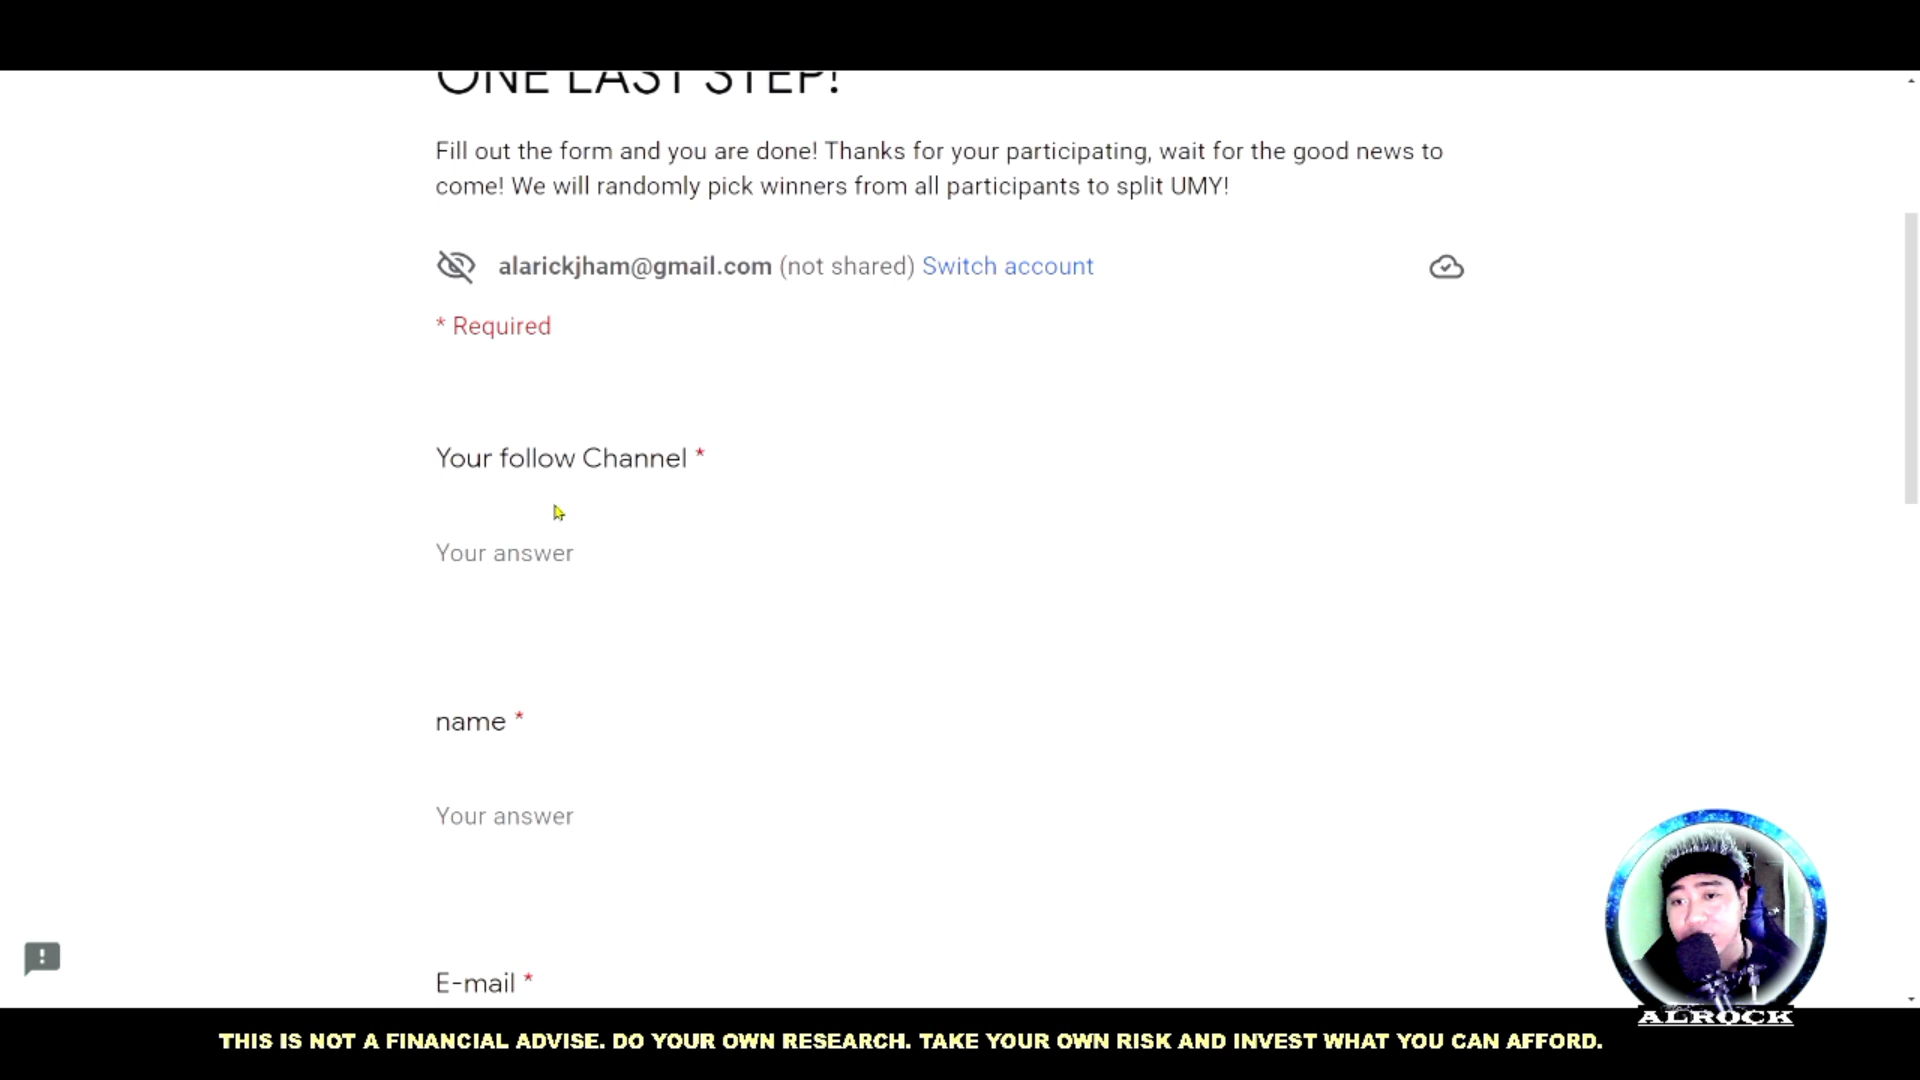 ONE LAST STEP!
Fill out the form and you are done! Thanks for your participating, wait for the good news to
come! We will randomly pick winners from all participants to split UMY!
alarickjham@gmail.com (not shared) Switch account
* Required
Your follow Channel *
Your answer
name *
Your answer
E-mail *
ALROCK
THIS IS NOT A FINANCIAL ADVISE. DO YOUR OWN RESEARCH. TAKE YOUR OWN RISK AND INVEST WHAT YOU CAN AFFORD.